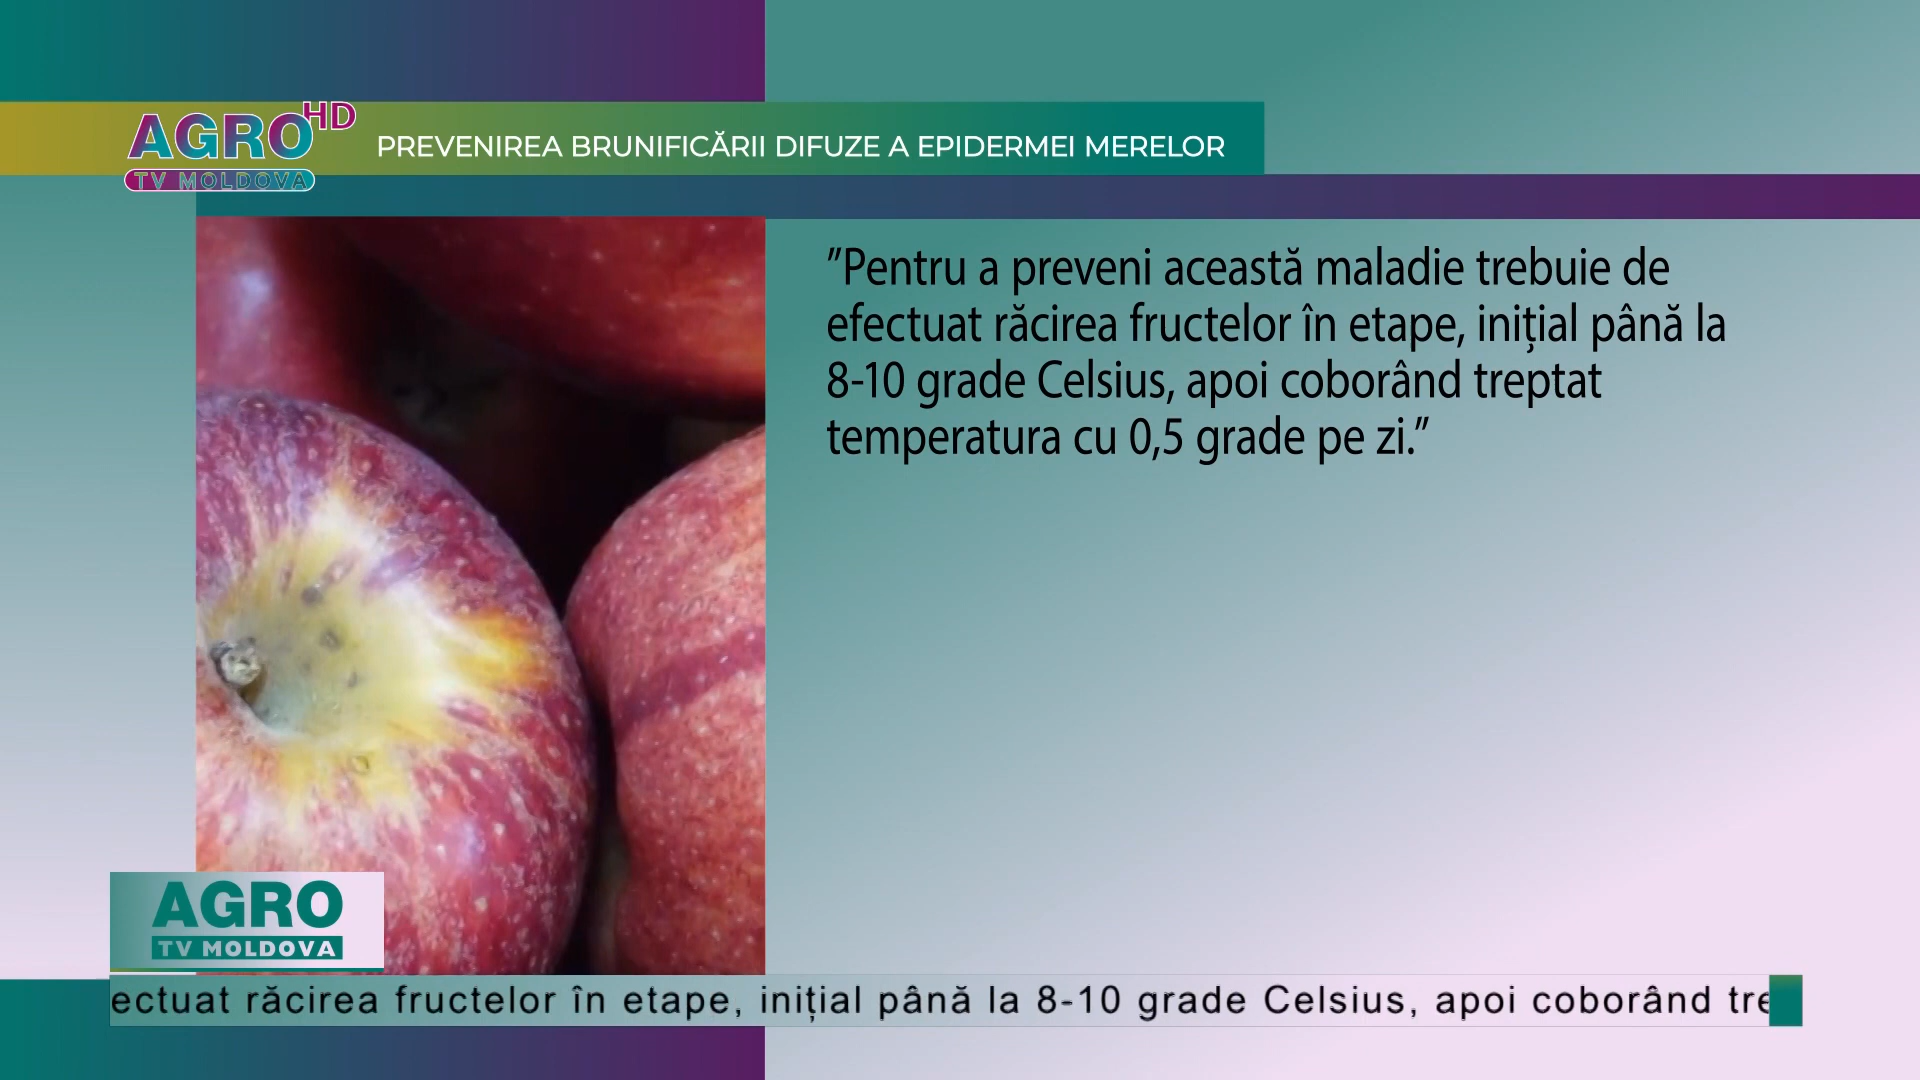 AGRO HD
TV MOLDOVA
PREVENIREA BRUNIFICĂRII DIFUZE A EPIDERMEI MERELOR
”Pentru a preveni această maladie trebuie de
efectuat răcirea fructelor în etape, inițial până la
8-10 grade Celsius, apoi coborând treptat
temperatura cu 0,5 grade pe zi.”
AGRO
TV MOLDOVA
ectuat răcirea fructelor în etape, inițial până la 8-10 grade Celsius, apoi coborând tre